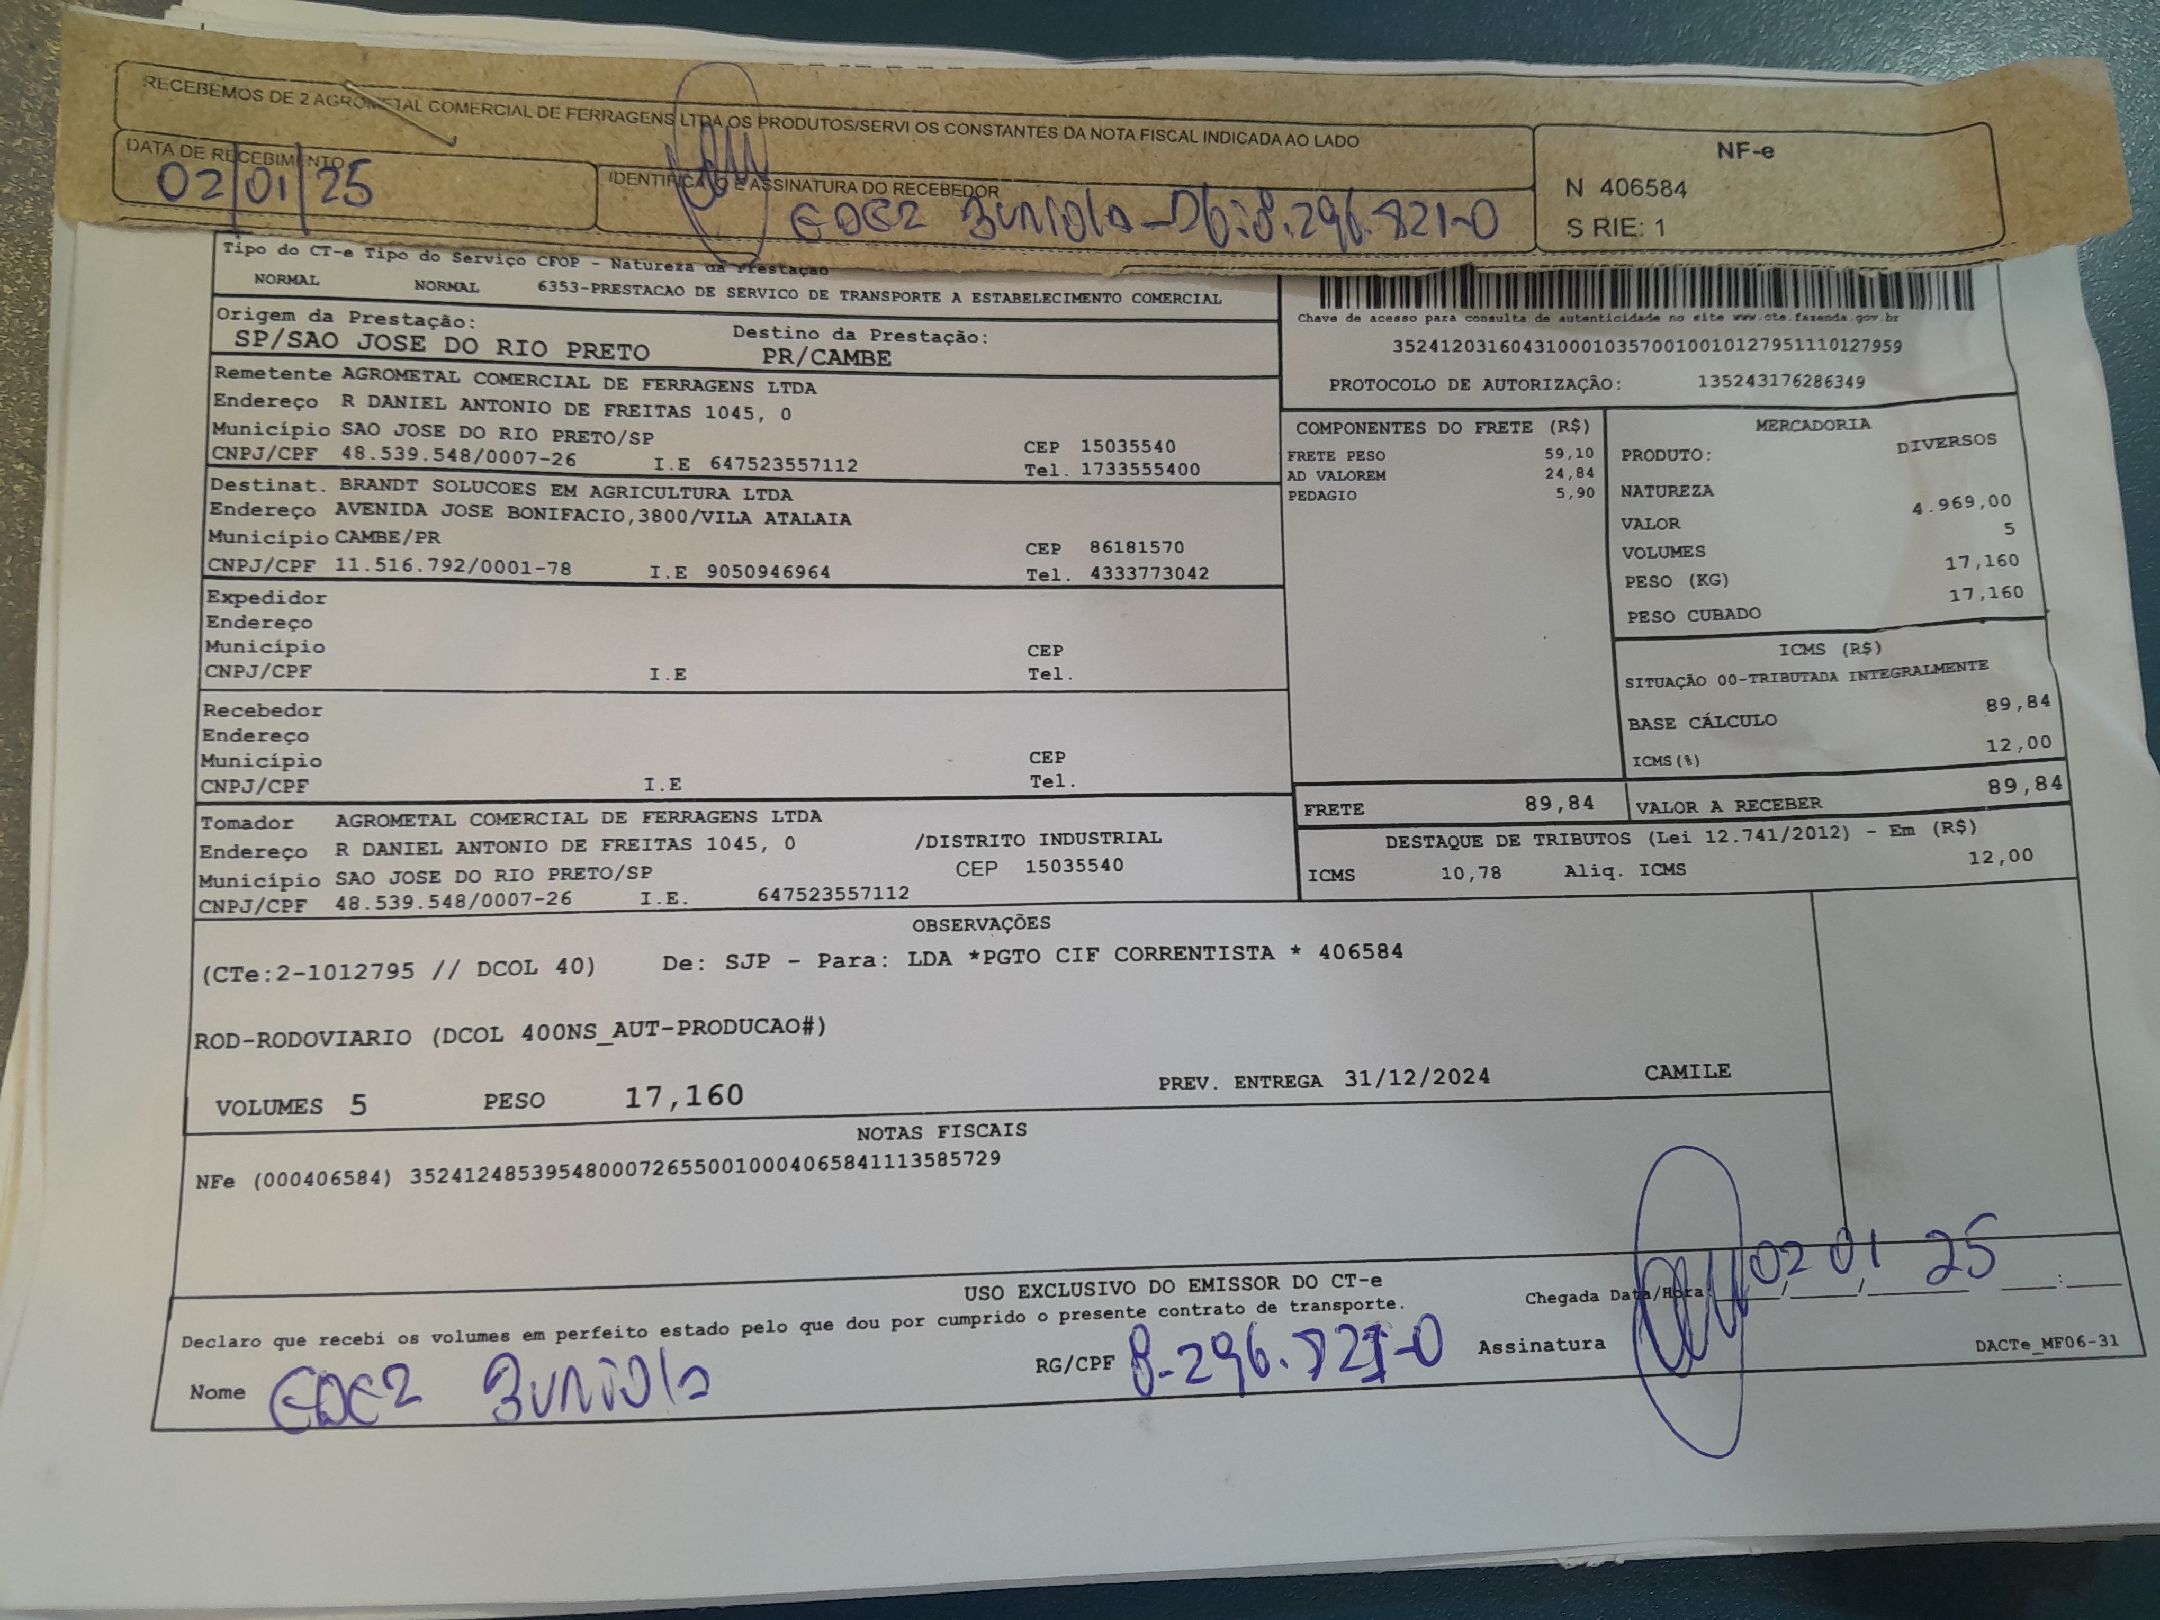 RECEBEMOS DE 2 AGROMETAL COMERCIAL DE FERRAGENS LTDA OS PRODUTOS/SERVI OS CONSTANTES DA NOTA FISCAL INDICADA AO LADO
DATA DE RECEBIMENTO
02/01/25
IDENTIFICA O E ASSINATURA DO RECEBEDOR
296.821-0
NF-e
N 406584
S RIE: 1
Tipo do CT-e Tipo do Serviço CFOP - Natureza da Prestação
NORMAL NORMAL 6353-PRESTACAO DE SERVICO DE TRANSPORTE A ESTABELECIMENTO COMERCIAL
Origem da Prestação: Destino da Prestação:
SP/SAO JOSE DO RIO PRETO PR/CAMBE
Remetente AGROMETAL COMERCIAL DE FERRAGENS LTDA
Endereço R DANIEL ANTONIO DE FREITAS 1045, 0
Município SAO JOSE DO RIO PRETO/SP CEP 15035540
CNPJ/CPF 48.539.548/0007-26 I.E 647523557112 Tel. 1733555400
Destinat. BRANDT SOLUCOES EM AGRICULTURA LTDA
Endereço AVENIDA JOSE BONIFACIO,3800/VILA ATALAIA
Município CAMBE/PR CEP 86181570
CNPJ/CPF 11.516.792/0001-78 I.E 9050946964 Tel. 4333773042
Expedidor
Endereço
Município CEP
CNPJ/CPF I.E Tel.
Recebedor
Endereço
Município CEP
CNPJ/CPF I.E Tel.
Tomador AGROMETAL COMERCIAL DE FERRAGENS LTDA
Endereço R DANIEL ANTONIO DE FREITAS 1045, 0 /DISTRITO INDUSTRIAL
Município SAO JOSE DO RIO PRETO/SP CEP 15035540
CNPJ/CPF 48.539.548/0007-26 I.E. 647523557112
Chave de acesso para consulta de autenticidade no site www.cte.fazenda.gov.br
35241203160431000103570010010127951110127959
PROTOCOLO DE AUTORIZAÇÃO: 135243176286349
COMPONENTES DO FRETE (R$)
FRETE PESO 59,10
AD VALOREM 24,84
PEDAGIO 5,90
MERCADORIA
PRODUTO: DIVERSOS
NATUREZA
VALOR 4.969,00
VOLUMES 5
PESO (KG) 17,160
PESO CUBADO 17,160
ICMS (R$)
SITUAÇÃO 00-TRIBUTADA INTEGRALMENTE
BASE CÁLCULO 89,84
ICMS(%) 12,00
FRETE 89,84 VALOR A RECEBER 89,84
DESTAQUE DE TRIBUTOS (Lei 12.741/2012) - Em (R$)
ICMS 10,78 Aliq. ICMS 12,00
OBSERVAÇÕES
(CTe:2-1012795 // DCOL 40) De: SJP - Para: LDA *PGTO CIF CORRENTISTA * 406584
ROD-RODOVIARIO (DCOL 400NS_AUT-PRODUCAO#)
VOLUMES 5 PESO 17,160 PREV. ENTREGA 31/12/2024 CAMILE
NOTAS FISCAIS
NFe (000406584) 35241248539548000726550010004065841113585729
USO EXCLUSIVO DO EMISSOR DO CT-e
Declaro que recebi os volumes em perfeito estado pelo que dou por cumprido o presente contrato de transporte.
Chegada Data/Hora: 02/01/25 __:__
Nome RG/CPF 8-296.821-0 Assinatura
DACTe_MF06-31